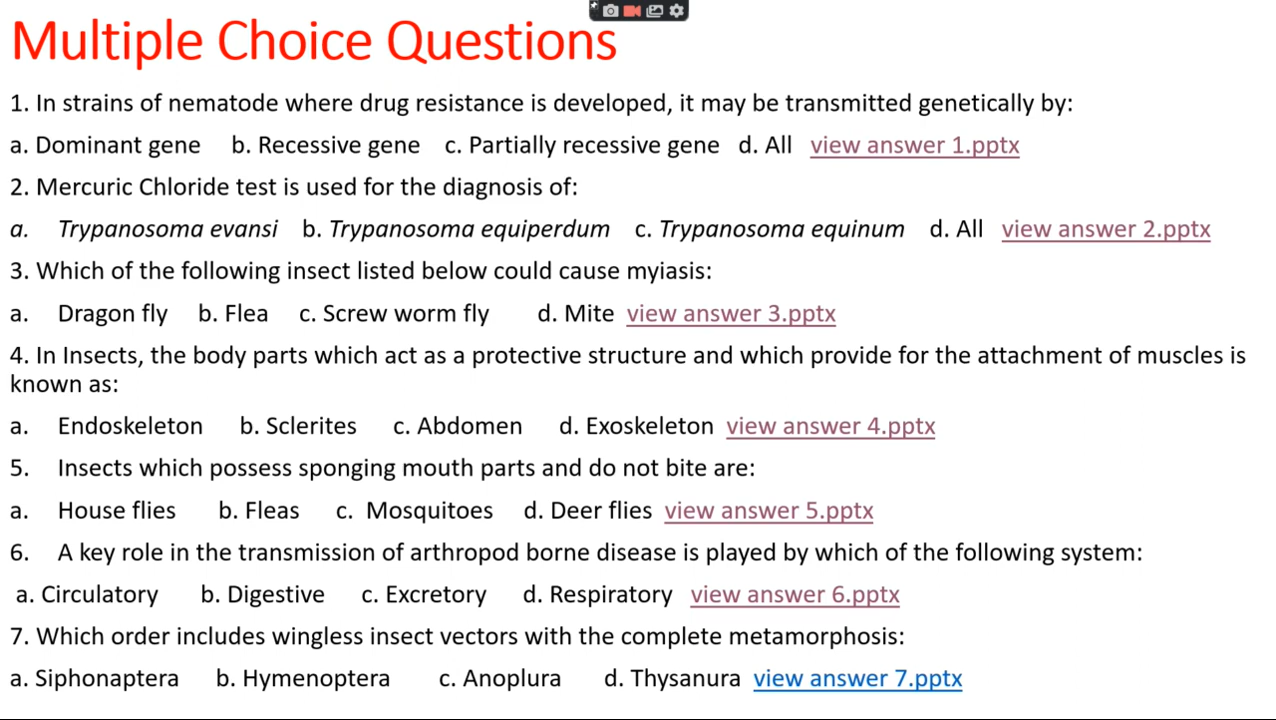 Multiple Choice Questions
1. In strains of nematode where drug resistance is developed, it may be transmitted genetically by:
a. Dominant gene b. Recessive gene c. Partially recessive gene d. All view answer 1.pptx
2. Mercuric Chloride test is used for the diagnosis of:
a. Trypanosoma evansi b. Trypanosoma equiperdum c. Trypanosoma equinum d. All view answer 2.pptx
3. Which of the following insect listed below could cause myiasis:
a. Dragon fly b. Flea c. Screw worm fly d. Mite view answer 3.pptx
4. In Insects, the body parts which act as a protective structure and which provide for the attachment of muscles is
known as:
a. Endoskeleton b. Sclerites c. Abdomen d. Exoskeleton view answer 4.pptx
5. Insects which possess sponging mouth parts and do not bite are:
a. House flies b. Fleas c. Mosquitoes d. Deer flies view answer 5.pptx
6. A key role in the transmission of arthropod borne disease is played by which of the following system:
a. Circulatory b. Digestive c. Excretory d. Respiratory view answer 6.pptx
7. Which order includes wingless insect vectors with the complete metamorphosis:
a. Siphonaptera b. Hymenoptera c. Anoplura d. Thysanura view answer 7.pptx